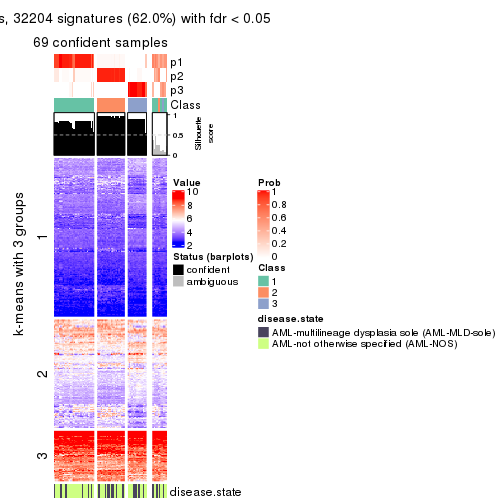 s, 32204 signatures (62.0%) with fdr < 0.05
69 confident samples
p1
p2
p3
Class
1
0.5
0
Silhouette
score
k-means with 3 groups
1
2
3
Value
10
8
6
4
2
Status (barplots)
confident
ambiguous
Prob
1
0.8
0.6
0.4
0.2
0
Class
1
2
3
disease.state
AML-multilineage dysplasia sole (AML-MLD-sole)
AML-not otherwise specified (AML-NOS)
disease.state